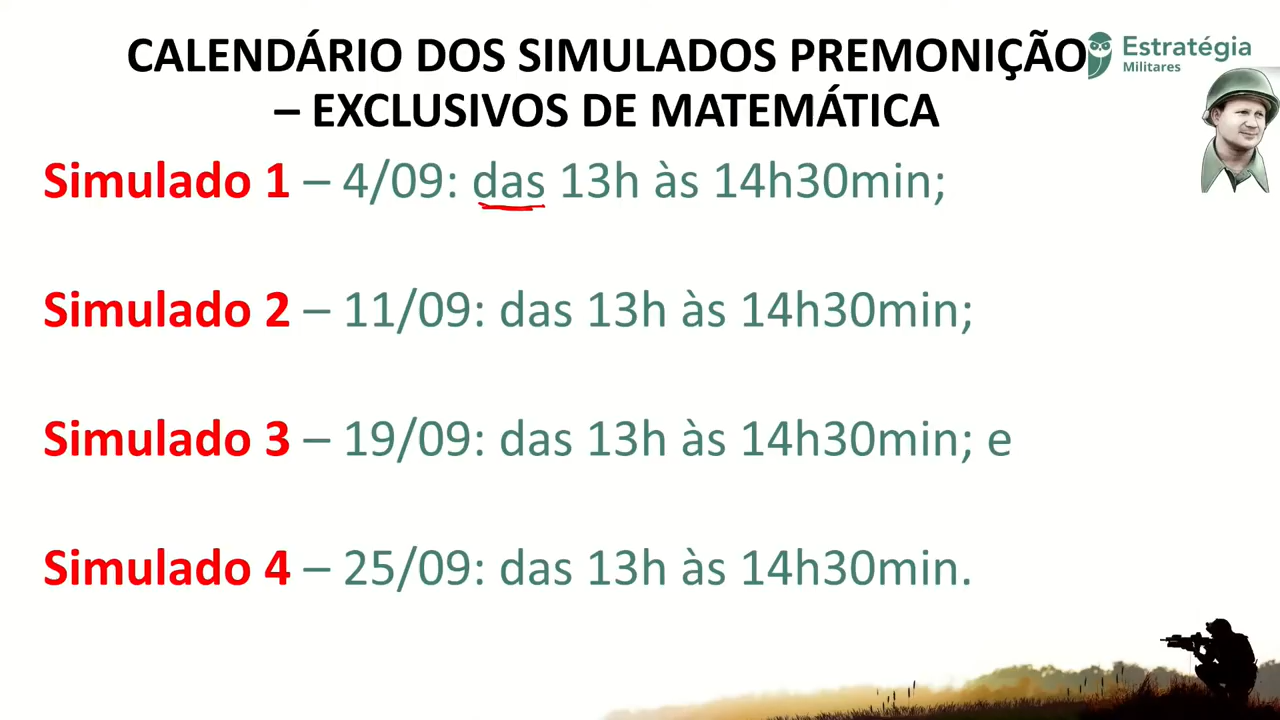 CALENDÁRIO DOS SIMULADOS PREMONIÇÃO
– EXCLUSIVOS DE MATEMÁTICA
Estratégia
Militares
Simulado 1 – 4/09: das 13h às 14h30min;
Simulado 2 – 11/09: das 13h às 14h30min;
Simulado 3 – 19/09: das 13h às 14h30min; e
Simulado 4 – 25/09: das 13h às 14h30min.